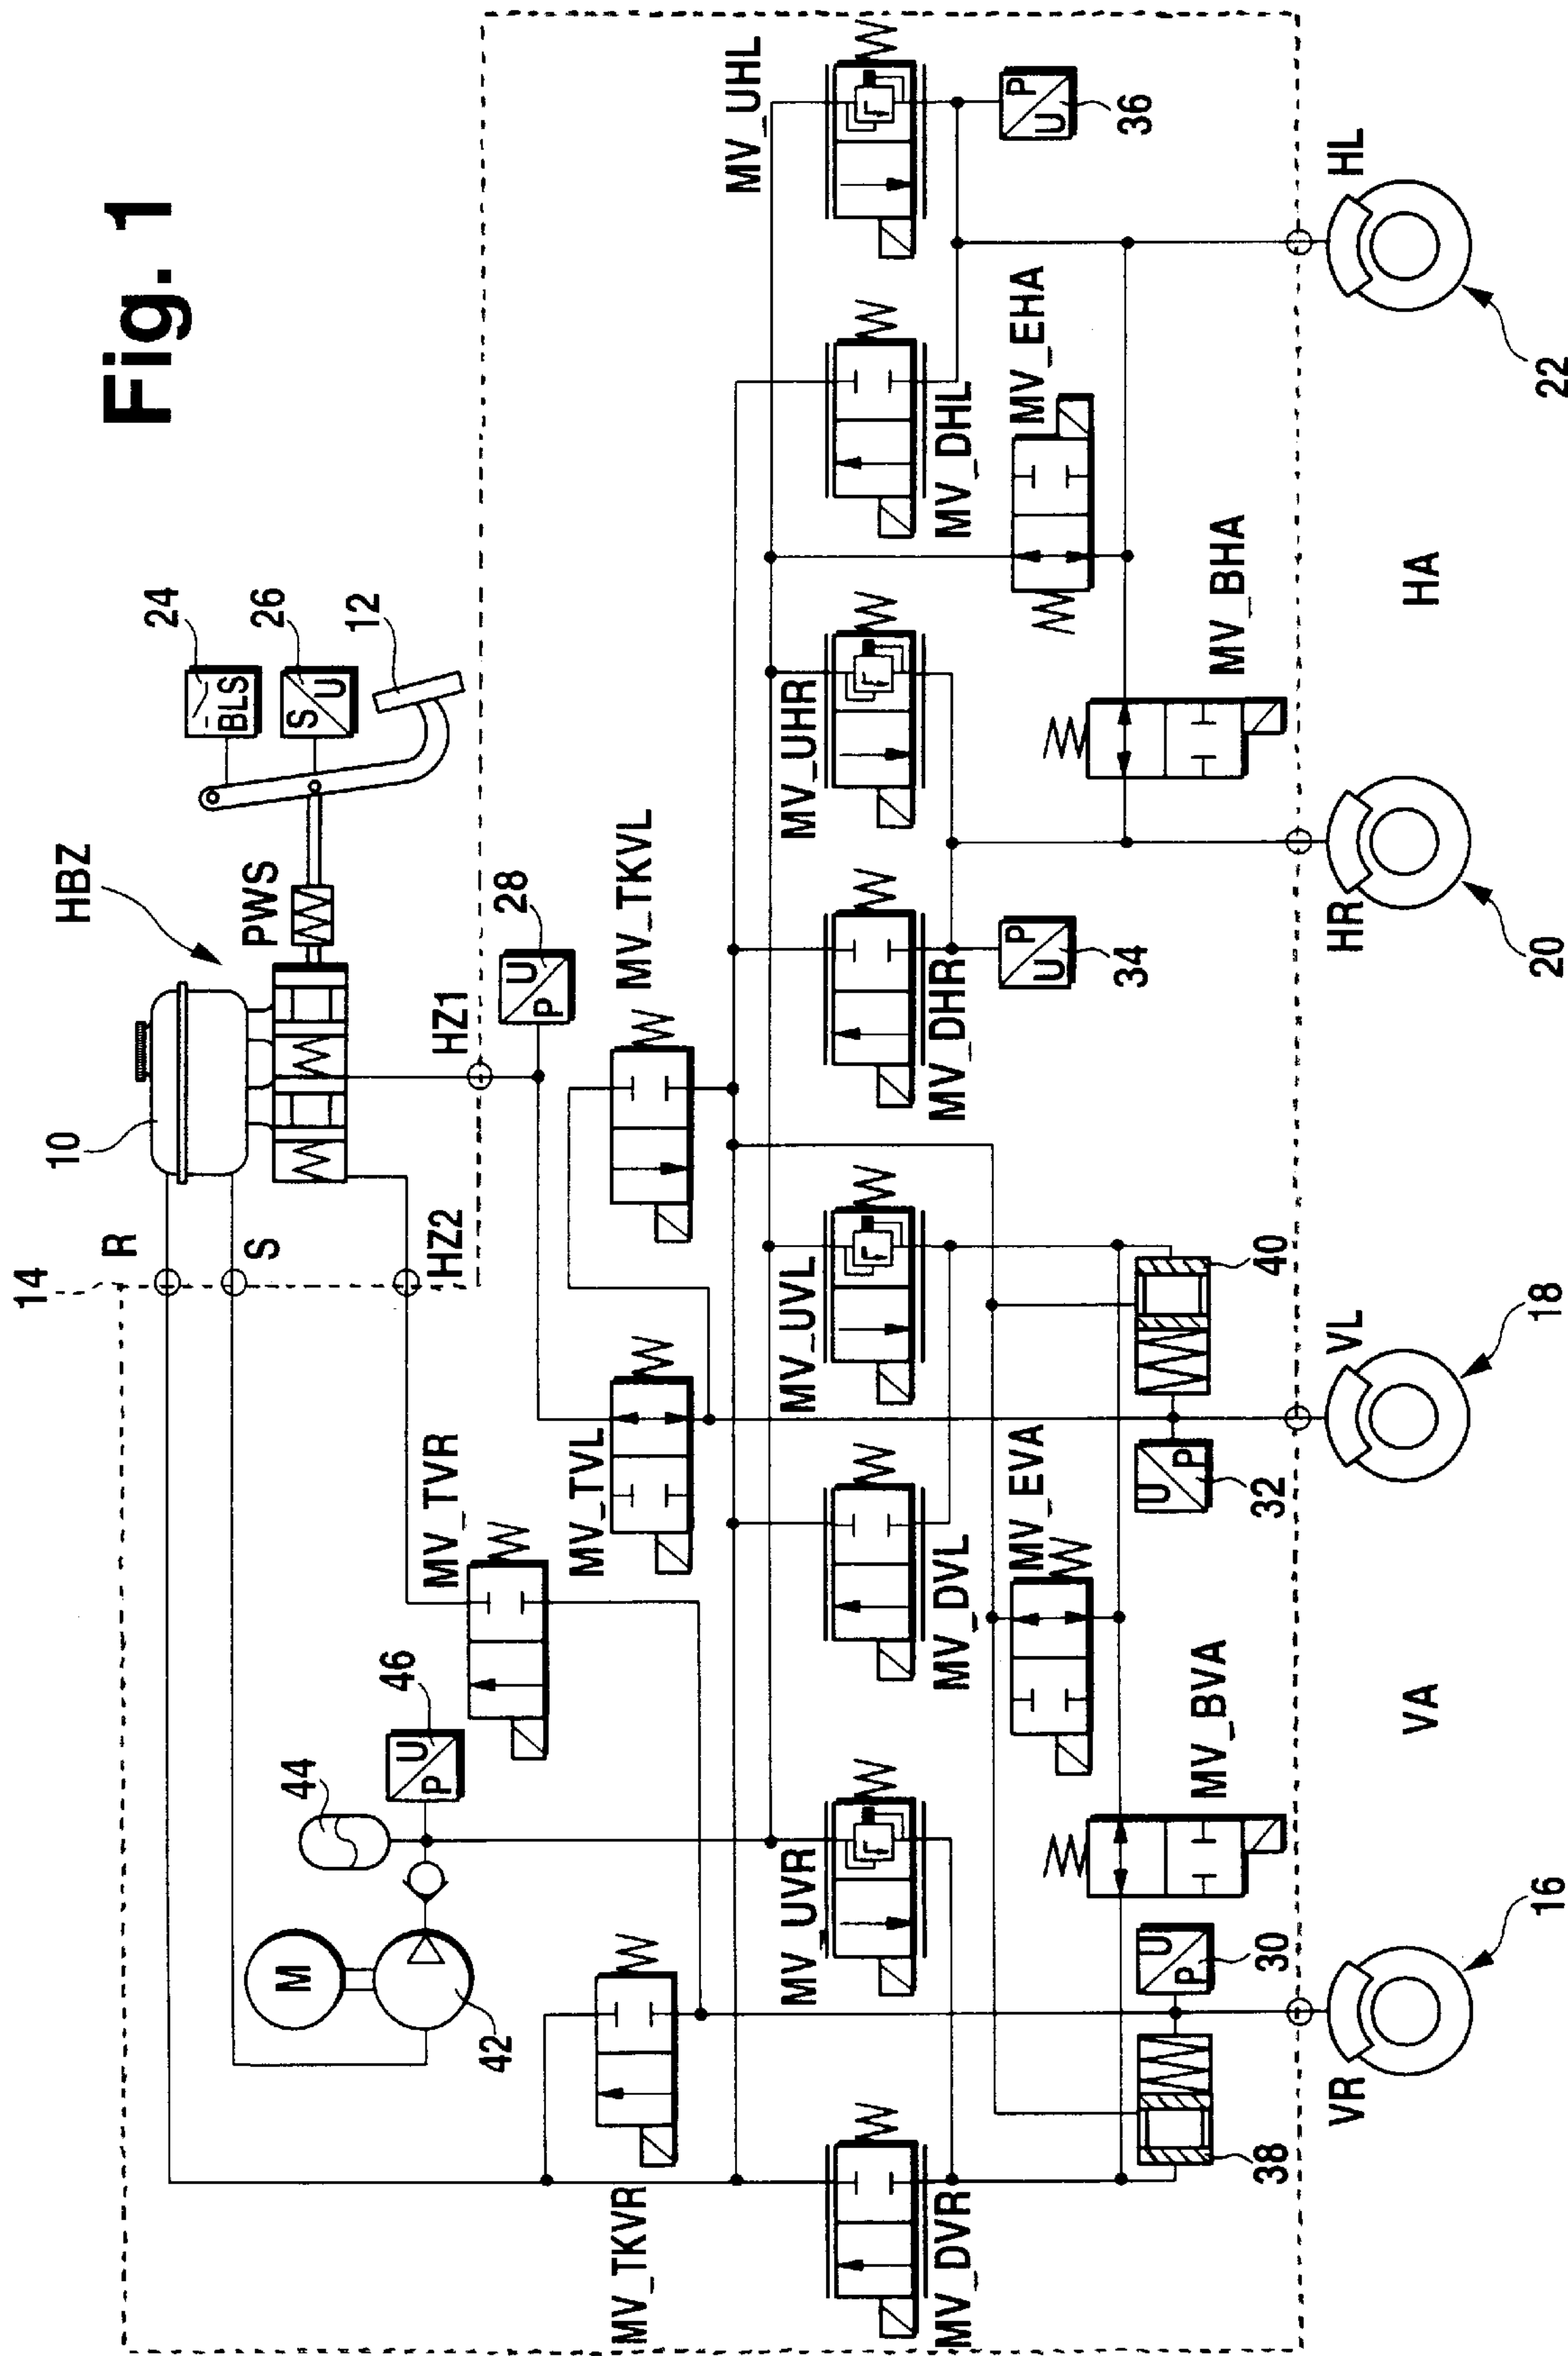 Fig. 1
24
BLS
26
S
U
12
HBZ
PWS
10
R
S
14
HZ1
HZ2
28
U
P
MV_TKVL
MV_TVR
MV_TVL
46
U
P
44
M
42
MV_TKVR
MV_UHL
MV_DHL
MV_UHR
MV_DHR
MV_UVL
MV_DVL
MV_UVR
MV_DVR
P
U
36
MV_EHA
P
U
34
MV_BHA
MV_EVA
MV_BVA
40
U
P
32
U
P
30
38
HL
22
HA
HR
20
VL
18
VA
VR
16